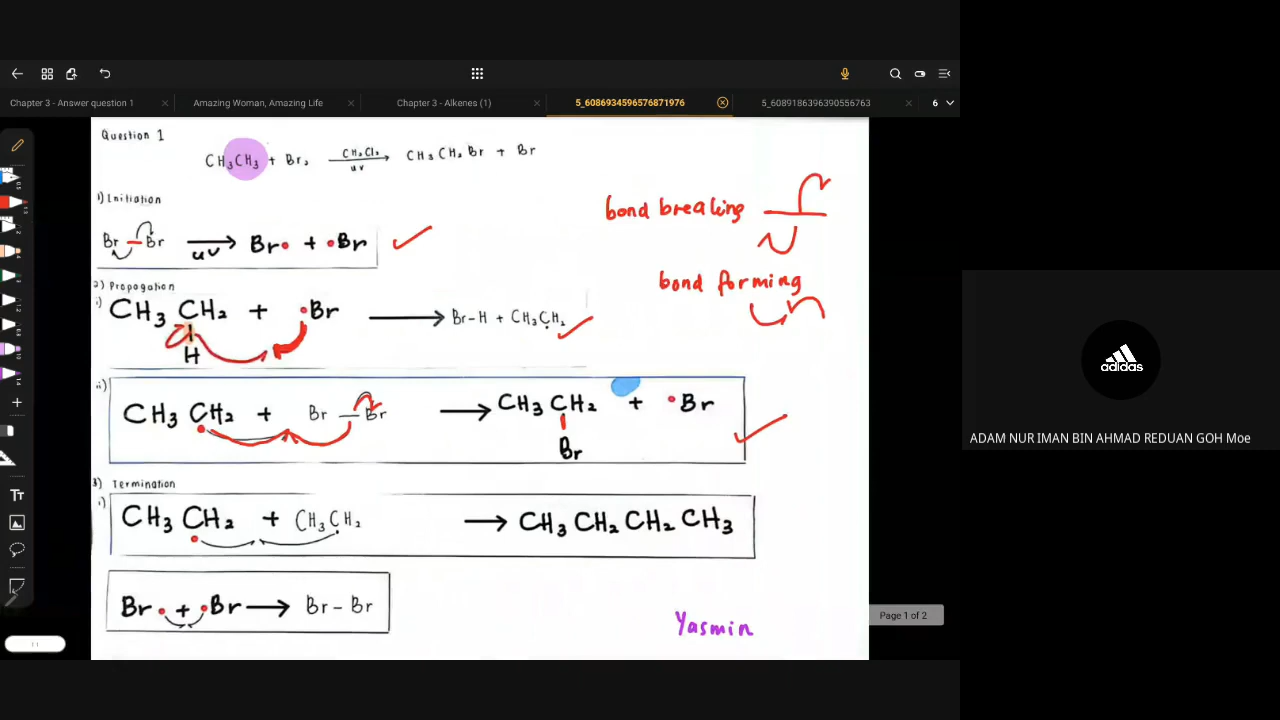 Chapter 3 - Answer question 1
Amazing Woman, Amazing Life
Chapter 3 - Alkenes (1)
5_6086934596576871976
5_6089186396390556763
6
Question 1
CH3CH3 + Br2 CH2Cl2 uv → CH3CH2Br + Br
1) Initiation
Br - Br uv → Br• + •Br
bond breaking
2) Propogation
bond forming
i) CH3 CH2 + •Br → Br-H + CH3CH2
H
ii) CH3 CH2 + Br — Br → CH3 CH2 + •Br
Br
3) Termination
i) CH3 CH2 + CH3CH2 → CH3 CH2 CH2 CH3
Br• + •Br → Br - Br
Yasmin
Page 1 of 2
Tt
adidas
ADAM NUR IMAN BIN AHMAD REDUAN GOH Moe